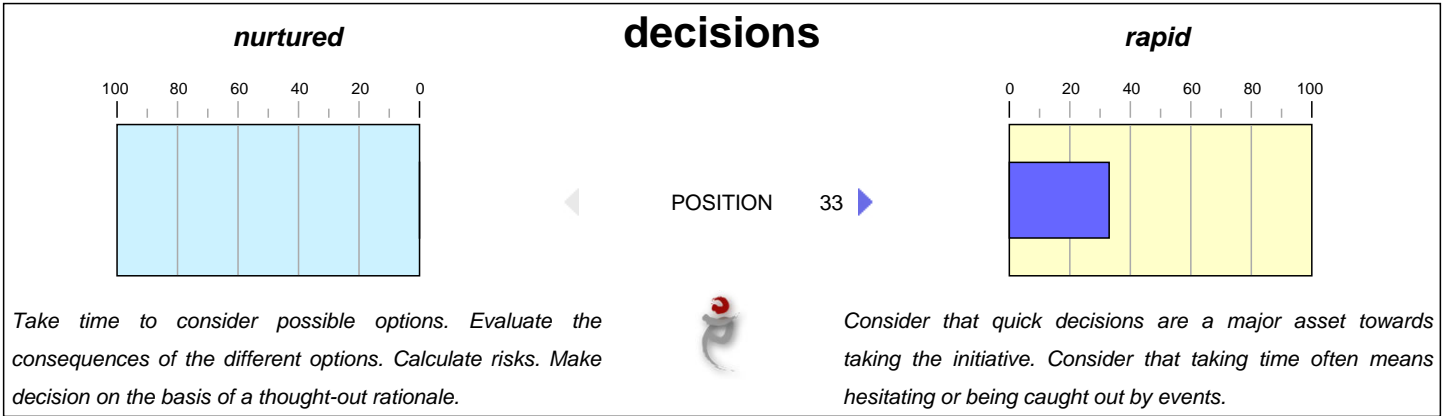 nurtured decisions rapid
100 80 60 40 20 0 0 20 40 60 80 100
POSITION 33
Take time to consider possible options. Evaluate the
consequences of the different options. Calculate risks. Make
decision on the basis of a thought-out rationale.
Consider that quick decisions are a major asset towards
taking the initiative. Consider that taking time often means
hesitating or being caught out by events.